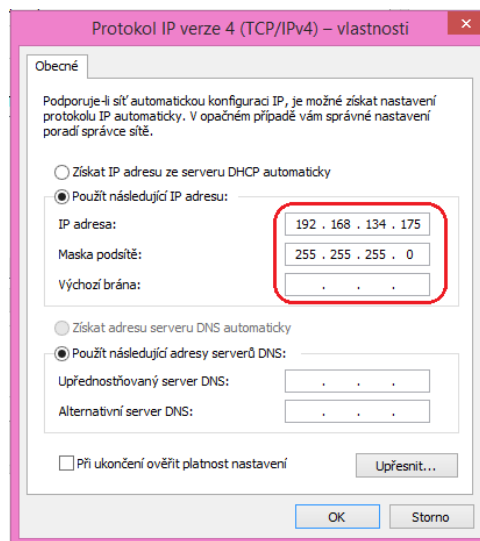 Protokol IP verze 4 (TCP/IPv4) – vlastnosti
Obecné
Podporuje-li síť automatickou konfiguraci IP, je možné získat nastavení
protokolu IP automaticky. V opačném případě vám správné nastavení
poradí správce sítě.
Získat IP adresu ze serveru DHCP automaticky
Použít následující IP adresu:
IP adresa: 192 . 168 . 134 . 175
Maska podsítě: 255 . 255 . 255 . 0
Výchozí brána: . . .
Získat adresu serveru DNS automaticky
Použít následující adresy serverů DNS:
Upřednostňovaný server DNS: . . .
Alternativní server DNS: . . .
Při ukončení ověřit platnost nastavení Upřesnit...
OK Storno